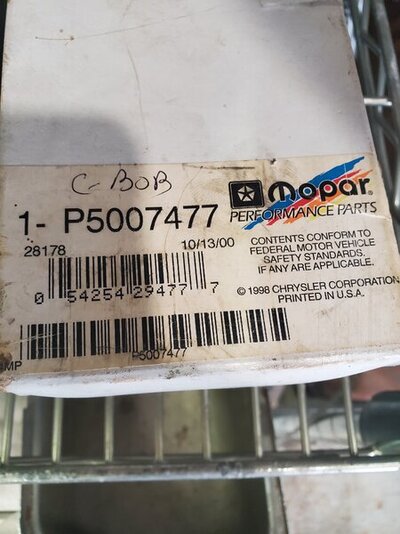 C-BOB
Mopar
PERFORMANCE PARTS
1- P5007477
28178 10/13/00
CONTENTS CONFORM TO
FEDERAL MOTOR VEHICLE
SAFETY STANDARDS.
IF ANY ARE APPLICABLE.
0 54254 29477 7
© 1998 CHRYSLER CORPORATION
PRINTED IN U.S.A.
P5007477
MP